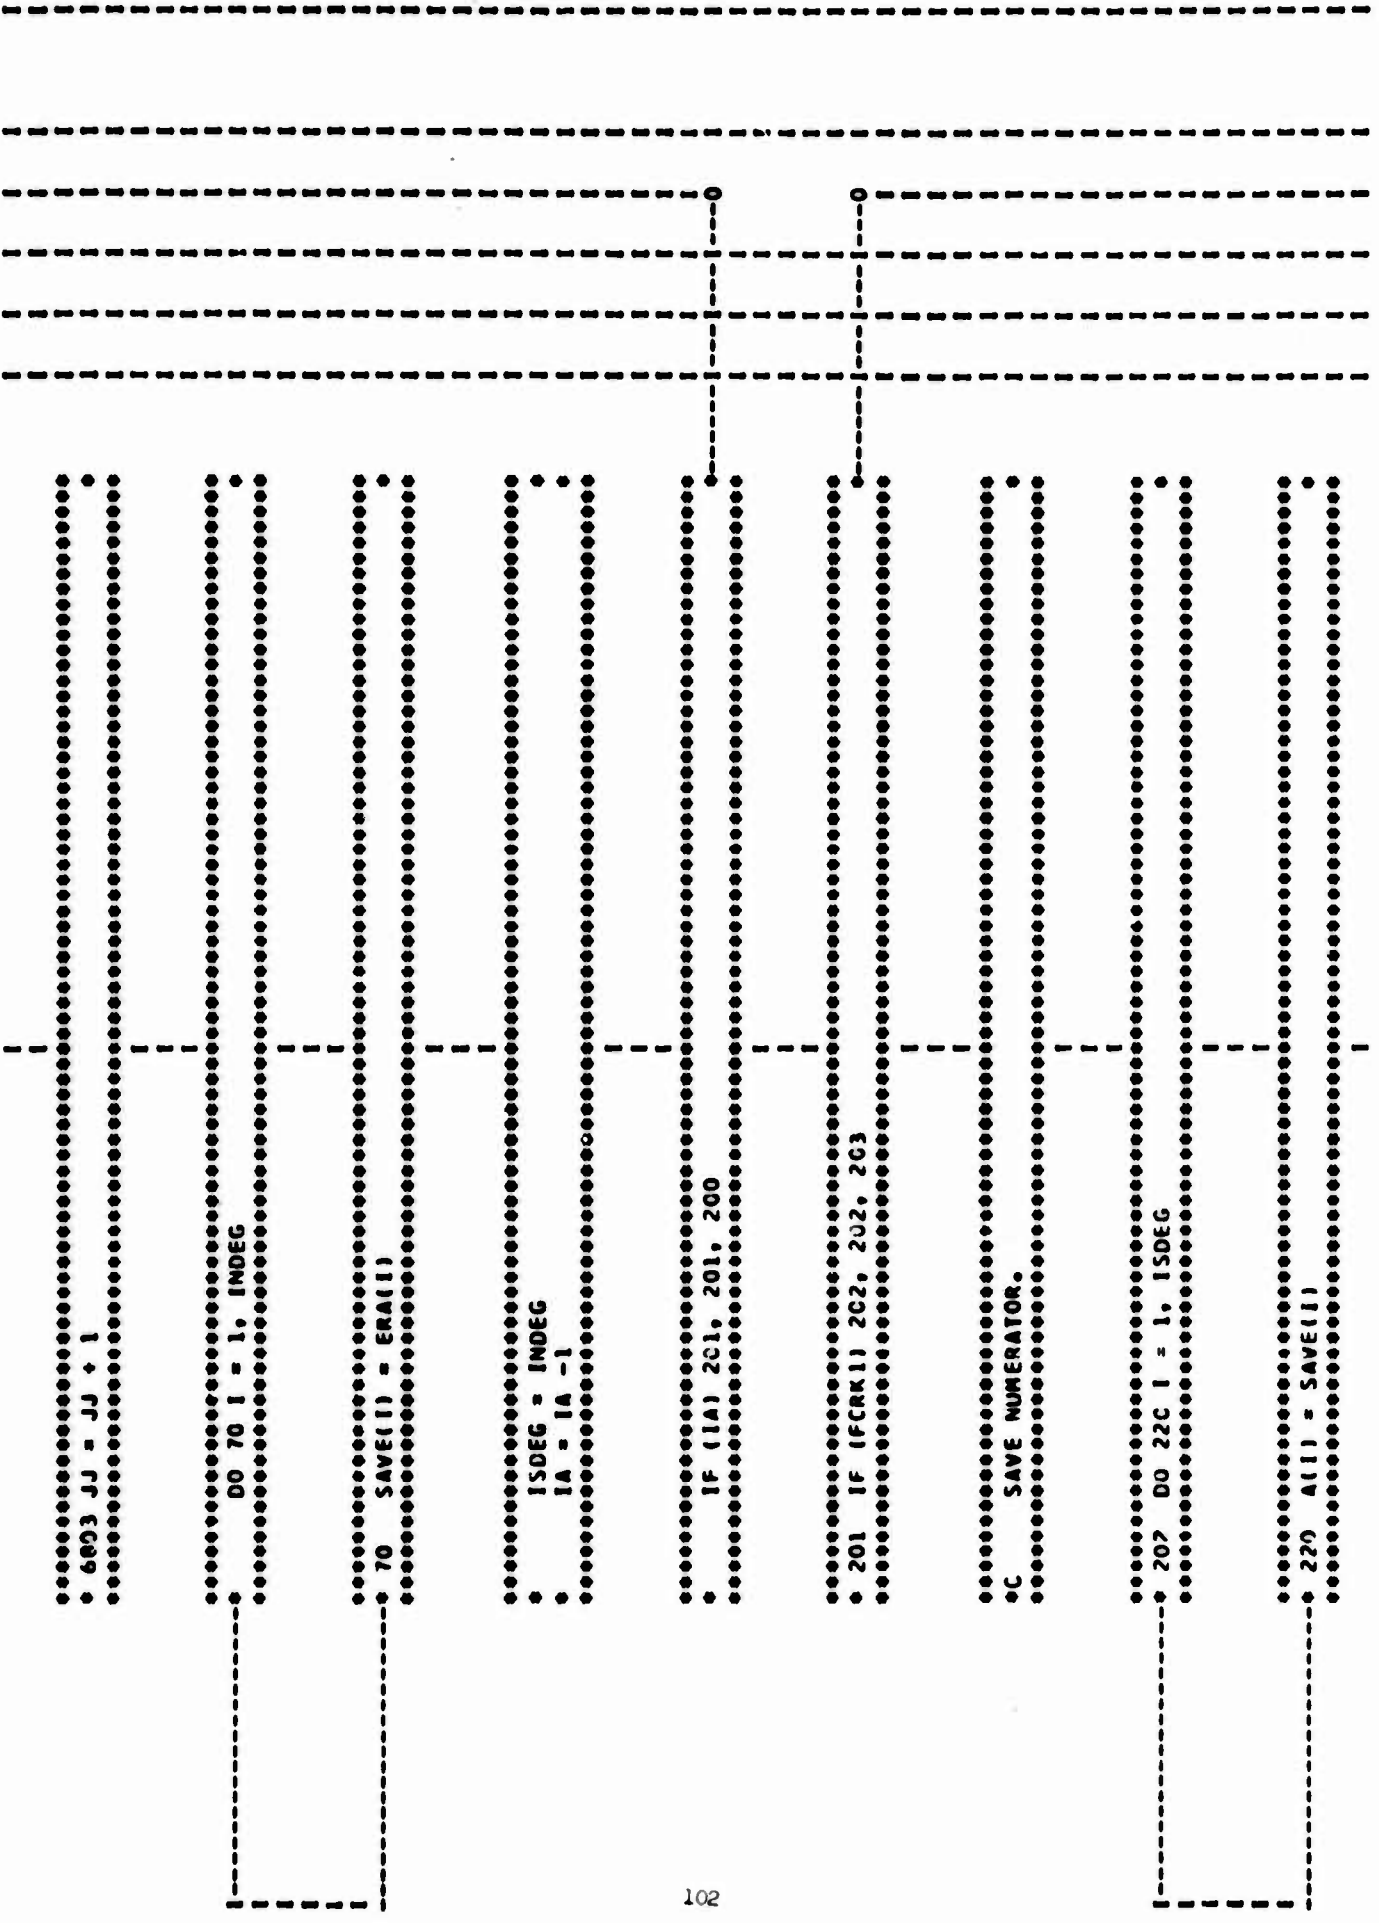 6803 JJ = JJ + 1
DO 70 I = 1, INDEG
70 SAVE(I) = ERA(I)
ISDEG = INDEG
IA = IA -1
IF (IA) 201, 201, 200
201 IF (FCRK1) 202, 202, 203
C SAVE NUMERATOR.
202 DO 220 I = 1, ISDEG
220 A(I) = SAVE(I)
102